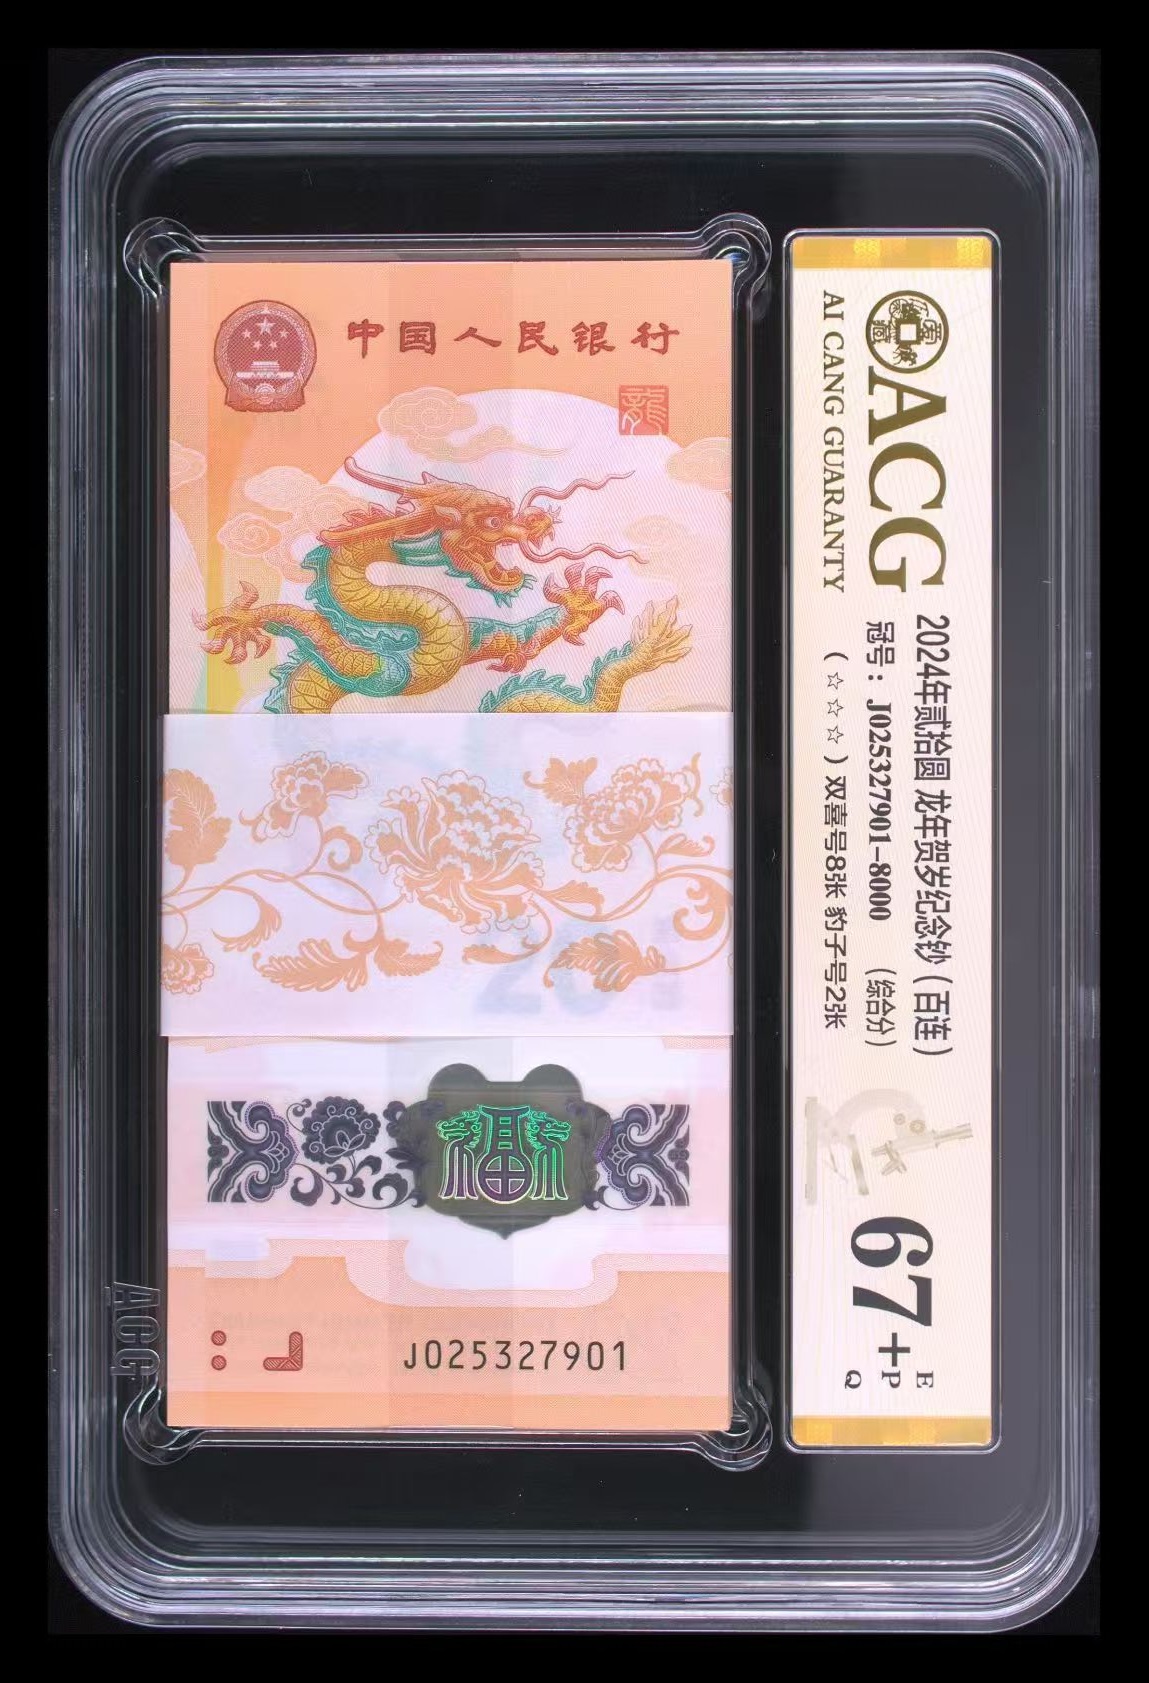 中国人民银行
龍
福
J025327901
ACG
ACG
AI CANG GUARANTY
2024年贰拾圆 龙年贺岁纪念钞（百连）
冠号：J025327901-8000 （综合分）
（☆☆☆）双喜号8张 豹子号2张
67+
E
P
Q